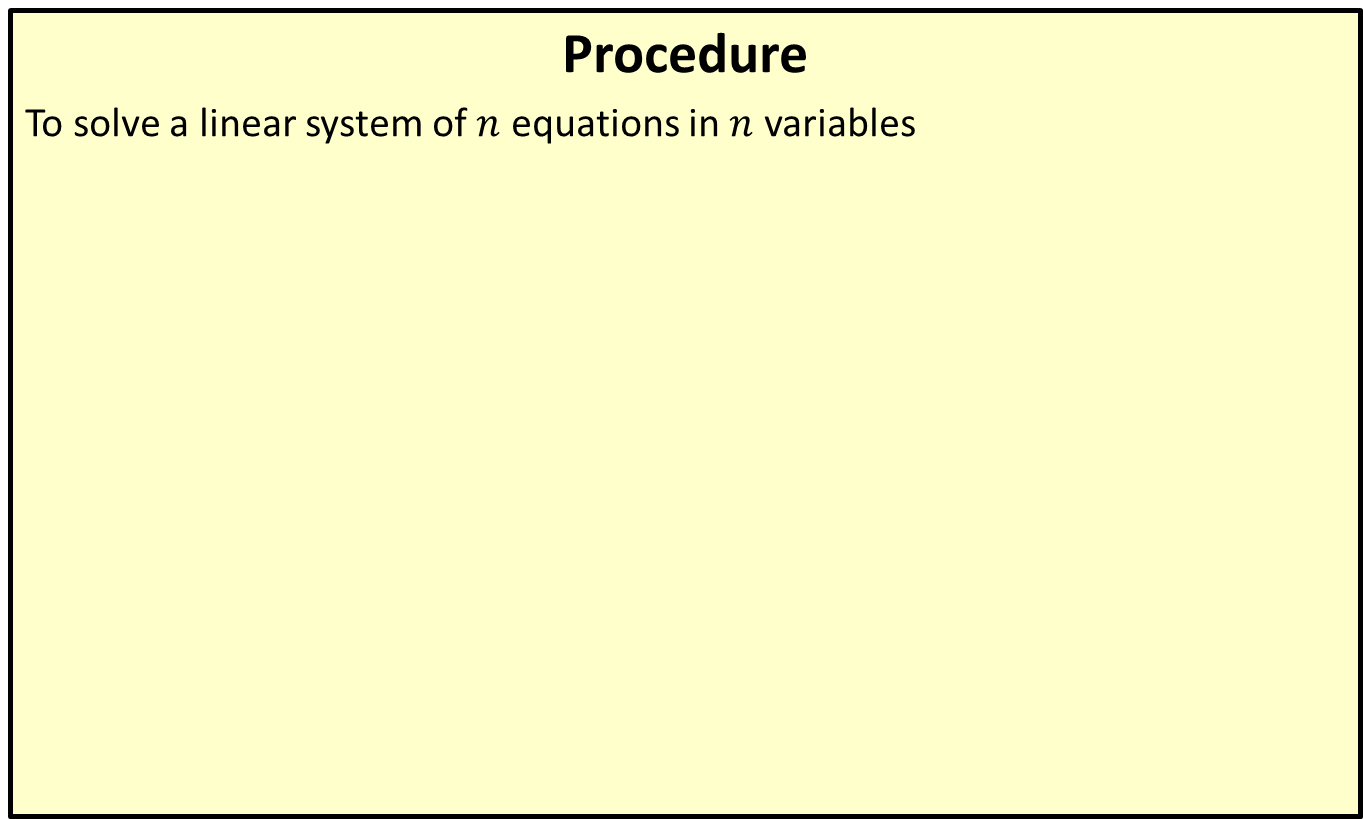 Procedure
To solve a linear system of 𝑛 equations in 𝑛 variables